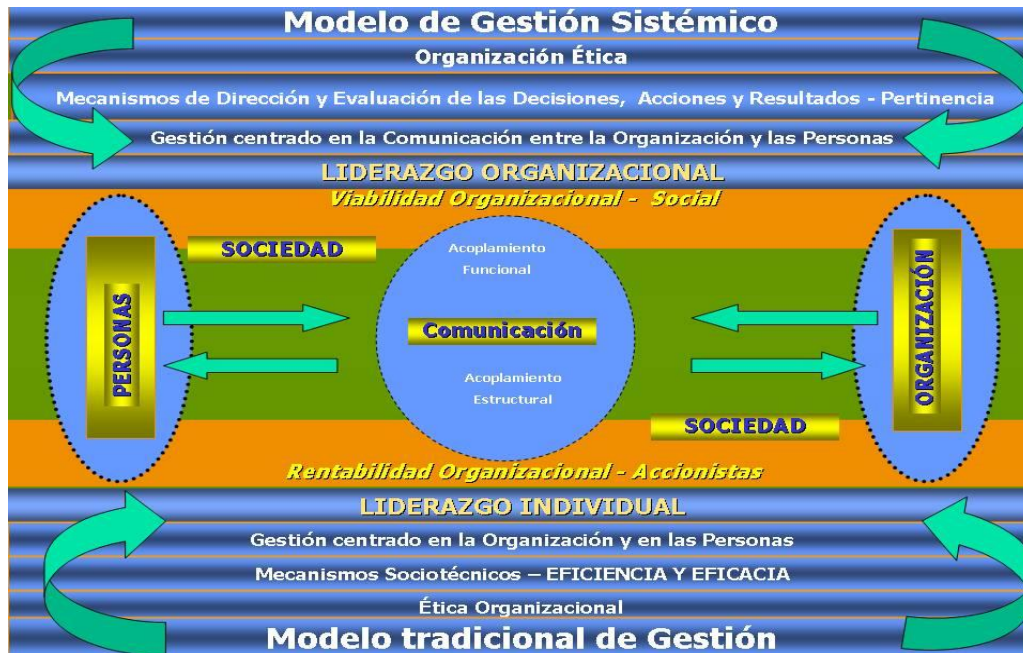 Modelo de Gestión Sistémico
Organización Ética
Mecanismos de Dirección y Evaluación de las Decisiones, Acciones y Resultados - Pertinencia
Gestión centrado en la Comunicación entre la Organización y las Personas
LIDERAZGO ORGANIZACIONAL
Viabilidad Organizacional - Social
SOCIEDAD
Acoplamiento
Funcional
PERSONAS
Comunicación
ORGANIZACIÓN
Acoplamiento
Estructural
SOCIEDAD
Rentabilidad Organizacional - Accionistas
LIDERAZGO INDIVIDUAL
Gestión centrado en la Organización y en las Personas
Mecanismos Sociotécnicos – EFICIENCIA Y EFICACIA
Ética Organizacional
Modelo tradicional de Gestión